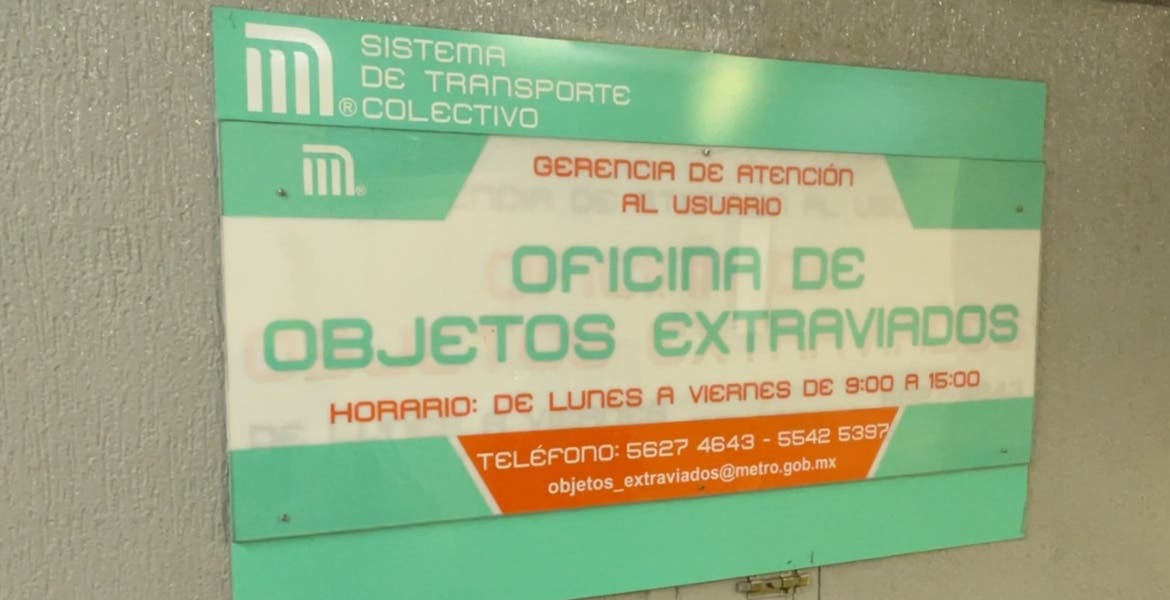 SISTEMA
DE TRANSPORTE
COLECTIVO
GERENCIA DE ATENCIÓN
AL USUARIO
OFICINA DE
OBJETOS EXTRAVIADOS
HORARIO: DE LUNES A VIERNES DE 9:00 A 15:00
TELÉFONO: 5627 4643 - 5542 5397
objetos_extraviados@metro.gob.mx